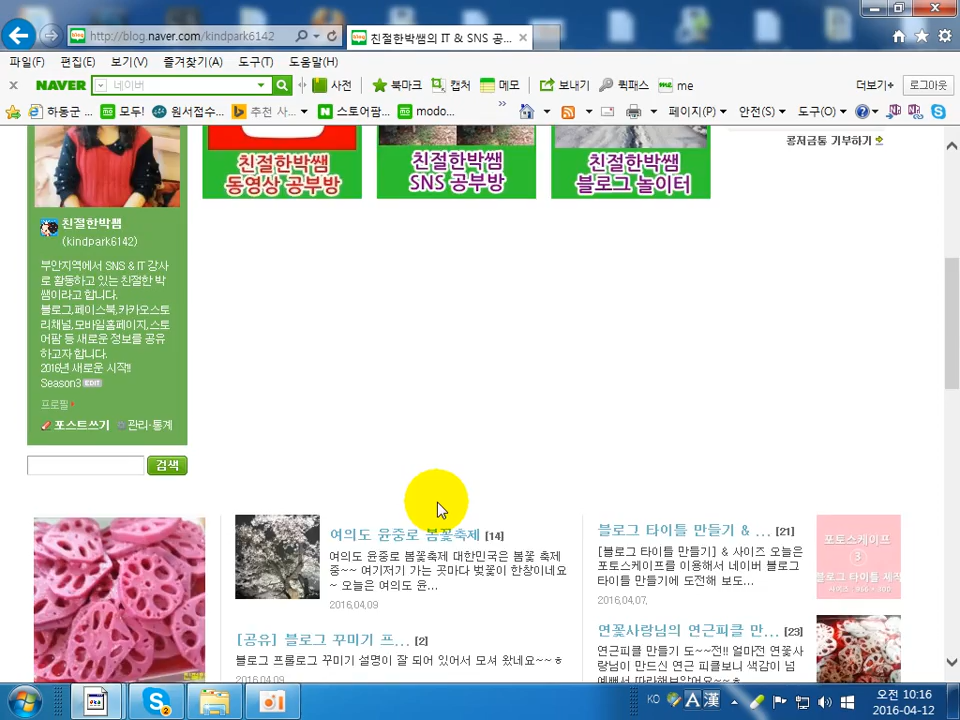 http://blog.naver.com/kindpark6142
친절한박쌤의 IT & SNS 공...
파일(F) 편집(E) 보기(V) 즐겨찾기(A) 도구(T) 도움말(H)
NAVER 네이버 사전 북마크 캡처 메모 보내기 퀵패스 me 더보기+ 로그아웃
하동군 ... 모두! 원서접수... 추천 사... 스토어팜... modo... 페이지(P) 안전(S) 도구(O)
콩저금통 기부하기
친절한박쌤
동영상 공부방
친절한박쌤
SNS 공부방
친절한박쌤
블로그 놀이터
친절한박쌤
(kindpark6142)
부안지역에서 SNS & IT 강사
로 활동하고 있는 친절한 박
쌤이라고 합니다.
블로그,페이스북,카카오스토
리채널,모바일홈페이지,스토
어팜 등 새로운 정보를 공유
하고자 합니다.
2016년 새로운 시작!!
Season3 EDIT
프로필
포스트쓰기 관리·통계
검색
여의도 윤중로 봄꽃축제 [14]
여의도 윤중로 봄꽃축제 대한민국은 봄꽃 축제
중~~ 여기저기 가는 곳마다 벚꽃이 한창이네요
~ 오늘은 여의도 윤...
2016.04.09
[공유] 블로그 꾸미기 프... [2]
블로그 프롤로그 꾸미기 설명이 잘 되어 있어서 모셔 왔네요~~ㅎ
2016.04.09
블로그 타이틀 만들기 & ... [21]
[블로그 타이틀 만들기] & 사이즈 오늘은
포토스케이프를 이용해서 네이버 블로그
타이틀 만들기에 도전해 보도...
2016.04.07.
포토스케이프
3
블로그 타이틀 제작
사이즈 : 966 * 300
연꽃사랑님의 연근피클 만... [23]
연근피클 만들기 도~~전!! 얼마전 연꽃사
랑님이 만드신 연근 피클보니 색감이 넘
예뻐서 따라해보았어요~~ㅎ
KO A 漢
오전 10:16
2016-04-12